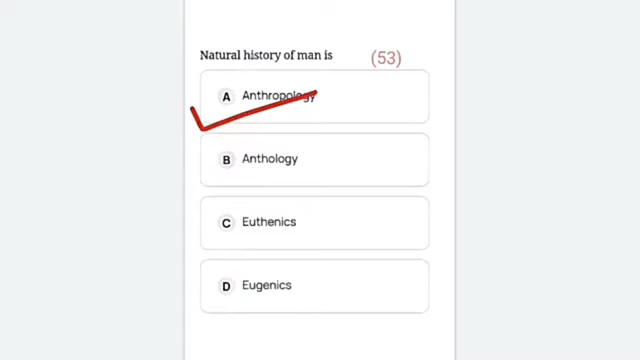 Natural history of man is (53)
A Anthropology
B Anthology
C Euthenics
D Eugenics